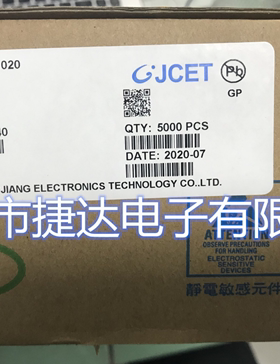 020
JCET
Pb
GP
QTY: 5000 PCS
DATE: 2020-07
JIANG ELECTRONICS TECHNOLOGY CO.,LTD.
市捷达电子有限
ATTENTION
OBSERVE PRECAUTIONS
FOR HANDLING
ELECTROSTATIC
SENSITIVE
DEVICES
靜電敏感元件